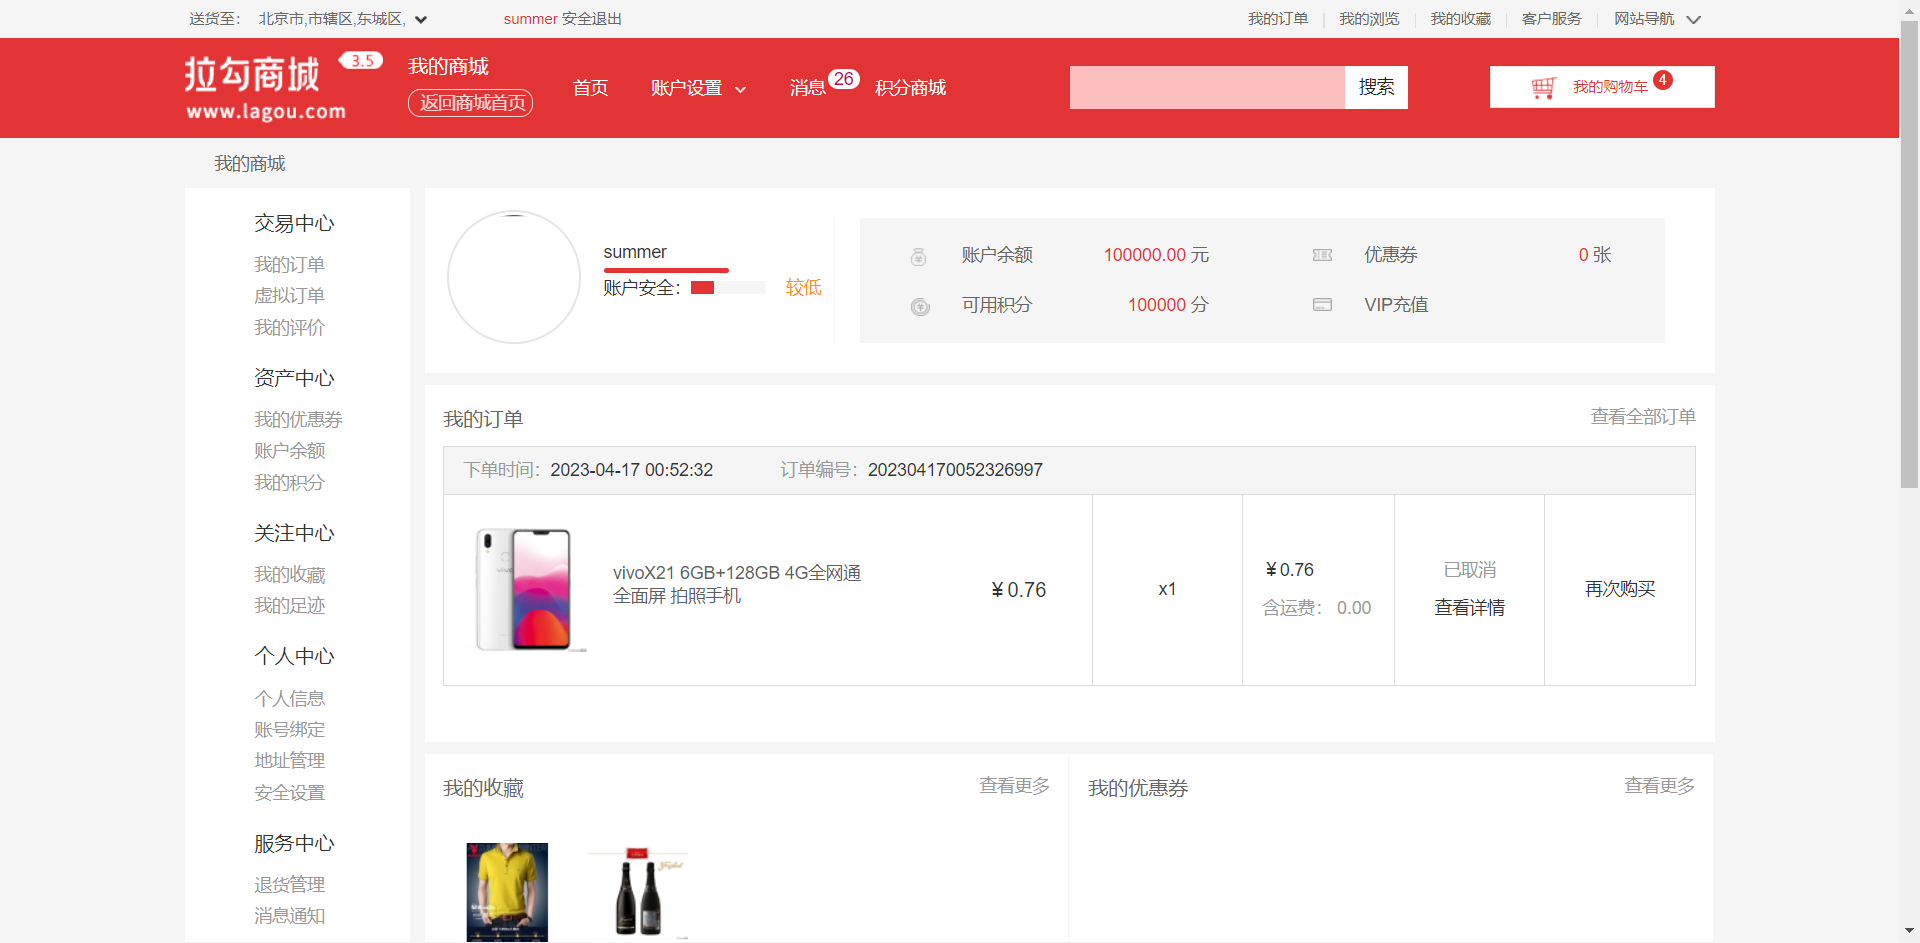 送货至： 北京市,市辖区,东城区, summer 安全退出 我的订单 我的浏览 我的收藏 客户服务 网站导航
拉勾商城 3.5
www.lagou.com
我的商城
返回商城首页
首页 账户设置 消息 26 积分商城 搜索 我的购物车 4
我的商城
交易中心
我的订单
虚拟订单
我的评价
资产中心
我的优惠券
账户余额
我的积分
关注中心
我的收藏
我的足迹
个人中心
个人信息
账号绑定
地址管理
安全设置
服务中心
退货管理
消息通知
summer
账户安全： 较低
账户余额 100000.00 元 优惠券 0 张
可用积分 100000 分 VIP充值
我的订单 查看全部订单
下单时间：2023-04-17 00:52:32 订单编号：202304170052326997
vivoX21 6GB+128GB 4G全网通
全面屏 拍照手机
¥ 0.76
x1
¥ 0.76
含运费： 0.00
已取消
查看详情
再次购买
我的收藏 查看更多
我的优惠券 查看更多